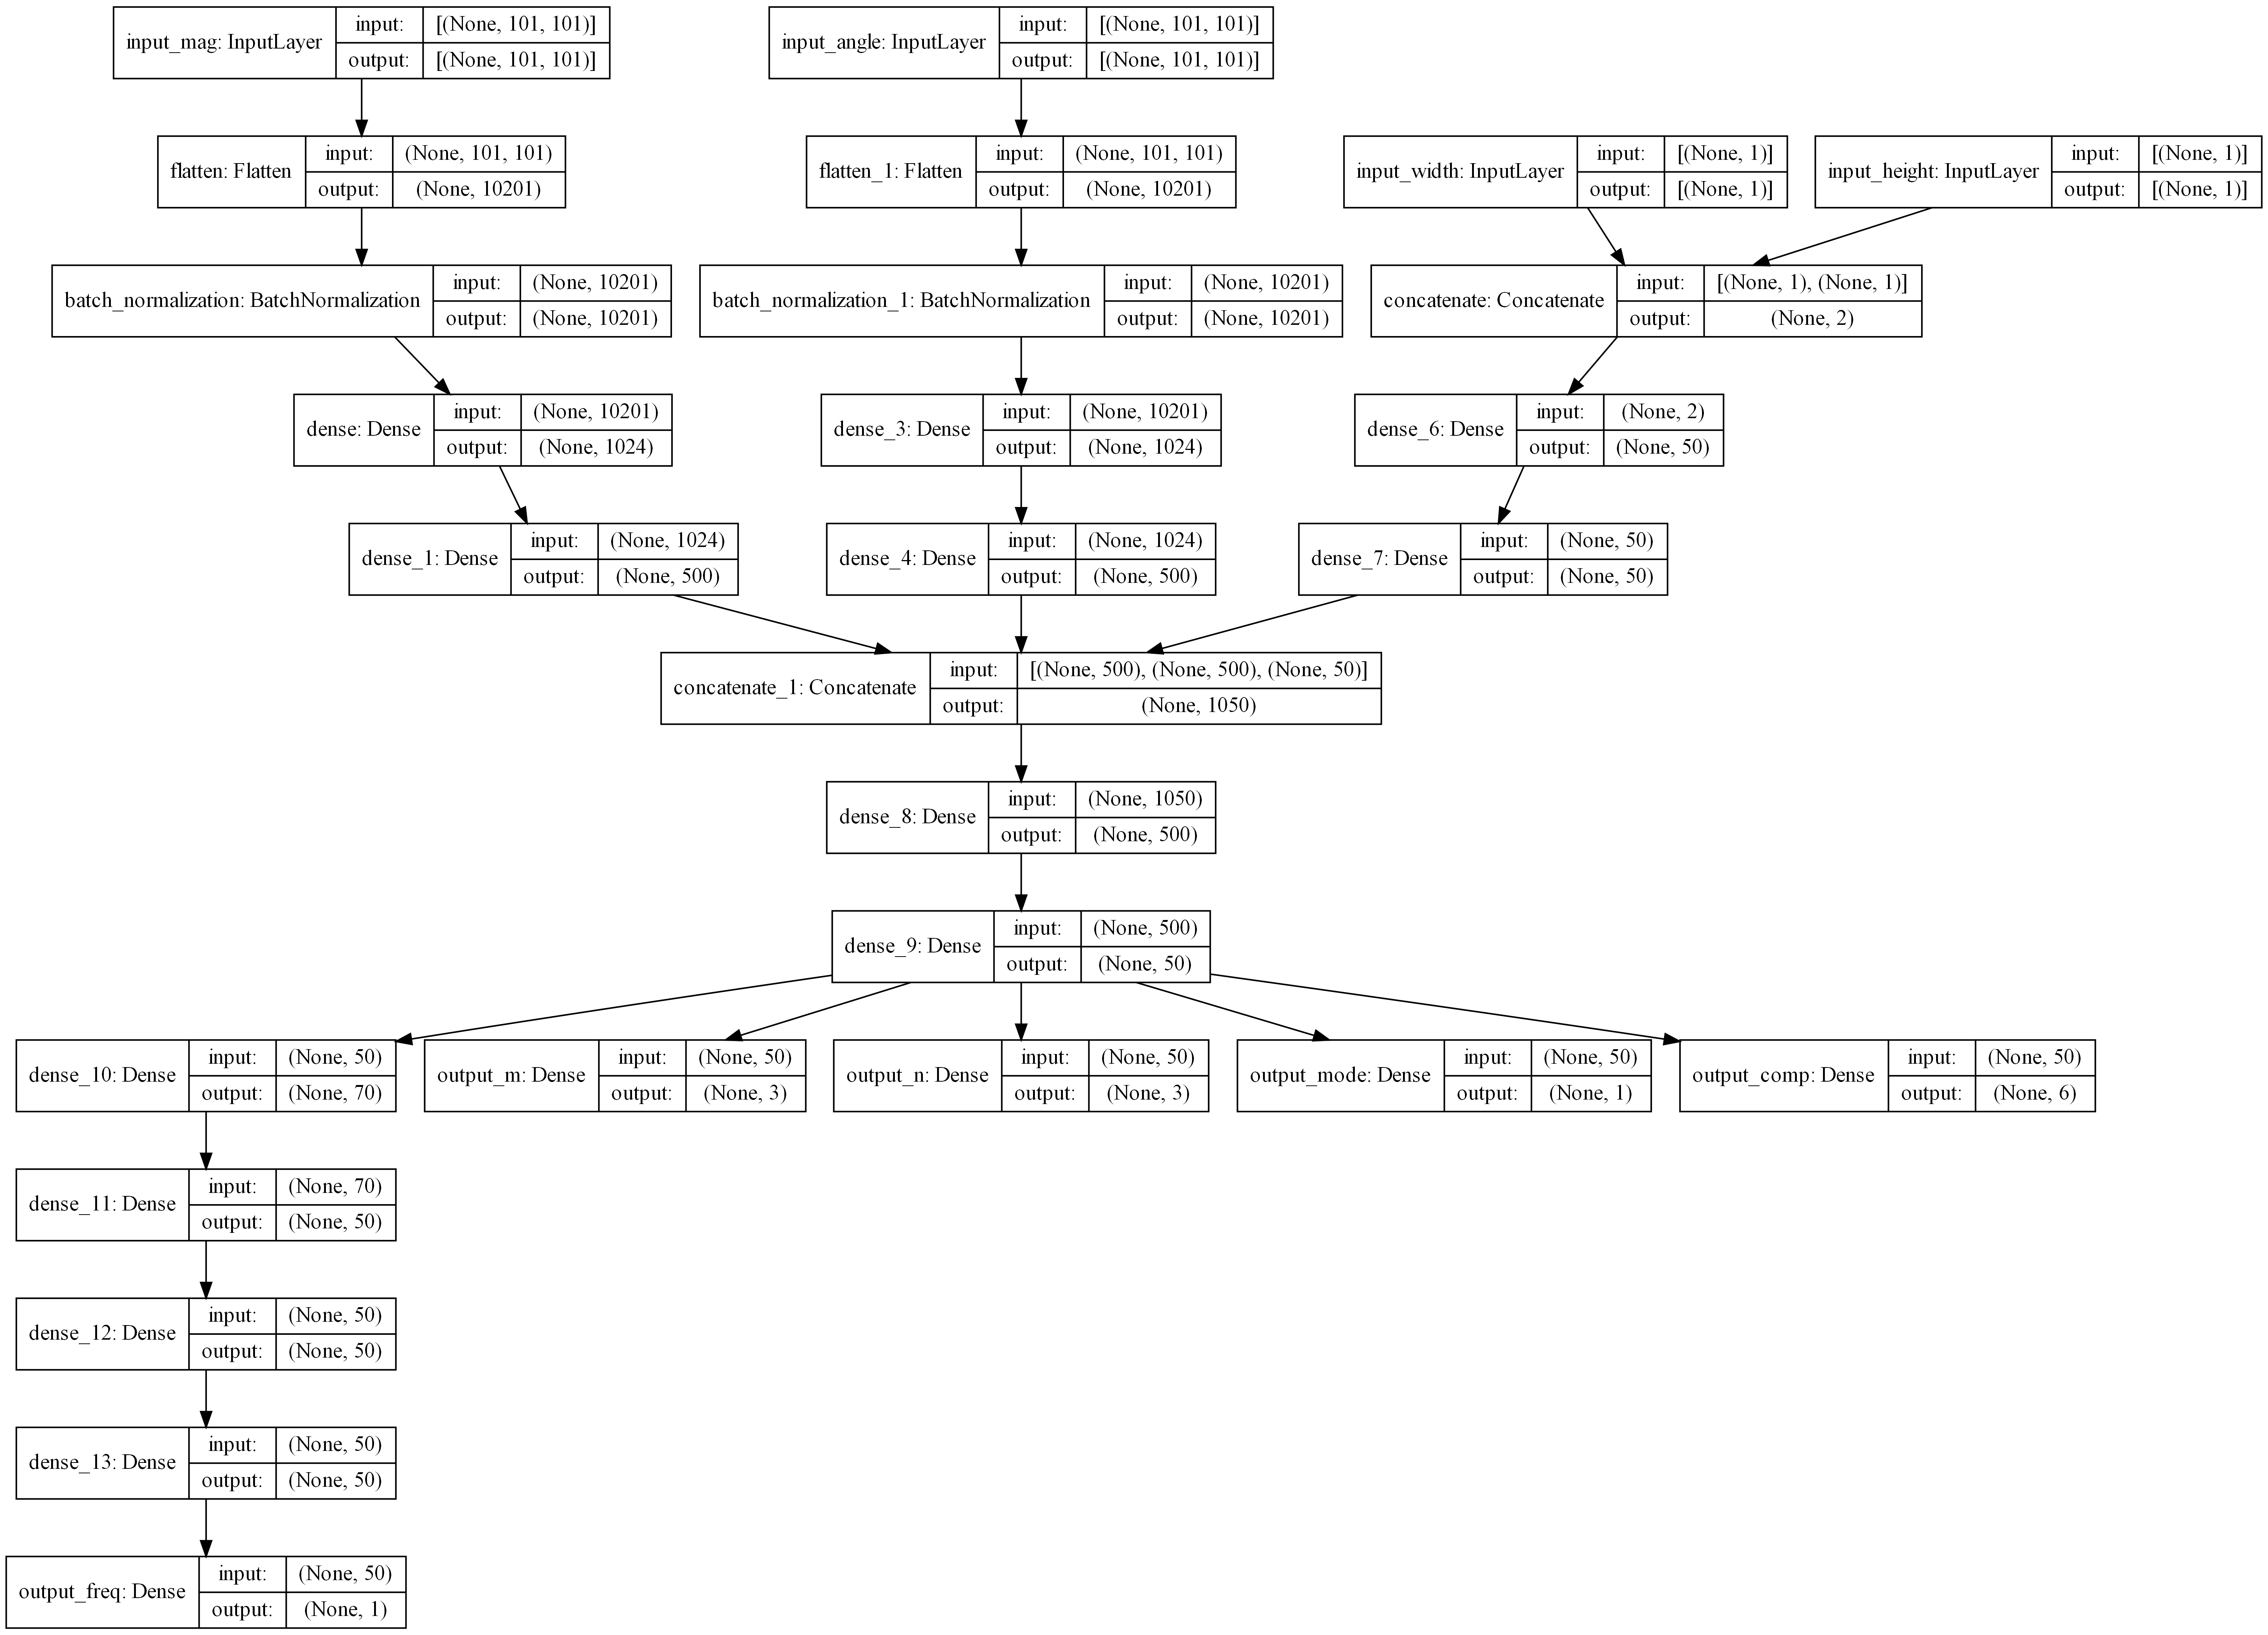 input_mag: InputLayer
input: [(None, 101, 101)]
output: [(None, 101, 101)]
input_angle: InputLayer
input: [(None, 101, 101)]
output: [(None, 101, 101)]
flatten: Flatten
input: (None, 101, 101)
output: (None, 10201)
flatten_1: Flatten
input: (None, 101, 101)
output: (None, 10201)
input_width: InputLayer
input: [(None, 1)]
output: [(None, 1)]
input_height: InputLayer
input: [(None, 1)]
output: [(None, 1)]
batch_normalization: BatchNormalization
input: (None, 10201)
output: (None, 10201)
batch_normalization_1: BatchNormalization
input: (None, 10201)
output: (None, 10201)
concatenate: Concatenate
input: [(None, 1), (None, 1)]
output: (None, 2)
dense: Dense
input: (None, 10201)
output: (None, 1024)
dense_3: Dense
input: (None, 10201)
output: (None, 1024)
dense_6: Dense
input: (None, 2)
output: (None, 50)
dense_1: Dense
input: (None, 1024)
output: (None, 500)
dense_4: Dense
input: (None, 1024)
output: (None, 500)
dense_7: Dense
input: (None, 50)
output: (None, 50)
concatenate_1: Concatenate
input: [(None, 500), (None, 500), (None, 50)]
output: (None, 1050)
dense_8: Dense
input: (None, 1050)
output: (None, 500)
dense_9: Dense
input: (None, 500)
output: (None, 50)
dense_10: Dense
input: (None, 50)
output: (None, 70)
output_m: Dense
input: (None, 50)
output: (None, 3)
output_n: Dense
input: (None, 50)
output: (None, 3)
output_mode: Dense
input: (None, 50)
output: (None, 1)
output_comp: Dense
input: (None, 50)
output: (None, 6)
dense_11: Dense
input: (None, 70)
output: (None, 50)
dense_12: Dense
input: (None, 50)
output: (None, 50)
dense_13: Dense
input: (None, 50)
output: (None, 50)
output_freq: Dense
input: (None, 50)
output: (None, 1)